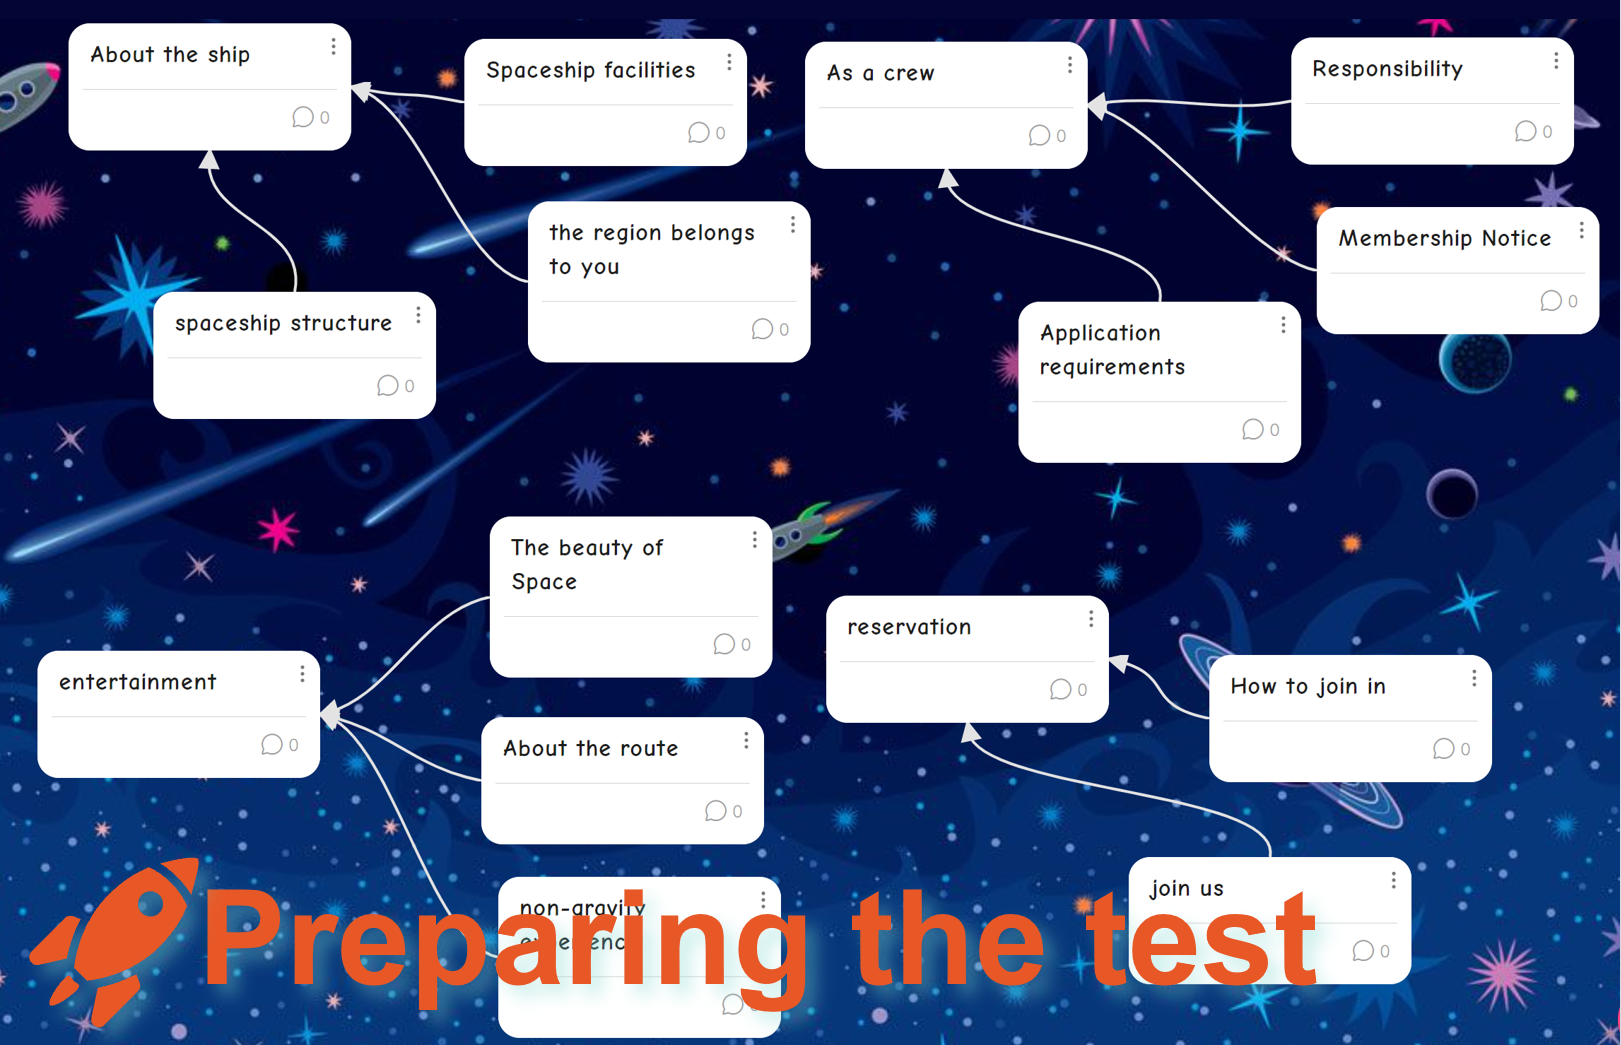 About the ship
0
Spaceship facilities
0
As a crew
0
Responsibility
0
the region belongs
to you
0
Membership Notice
0
spaceship structure
0
Application
requirements
0
The beauty of
Space
0
reservation
0
entertainment
0
How to join in
0
About the route
0
join us
0
non-gravity
Preparing the test